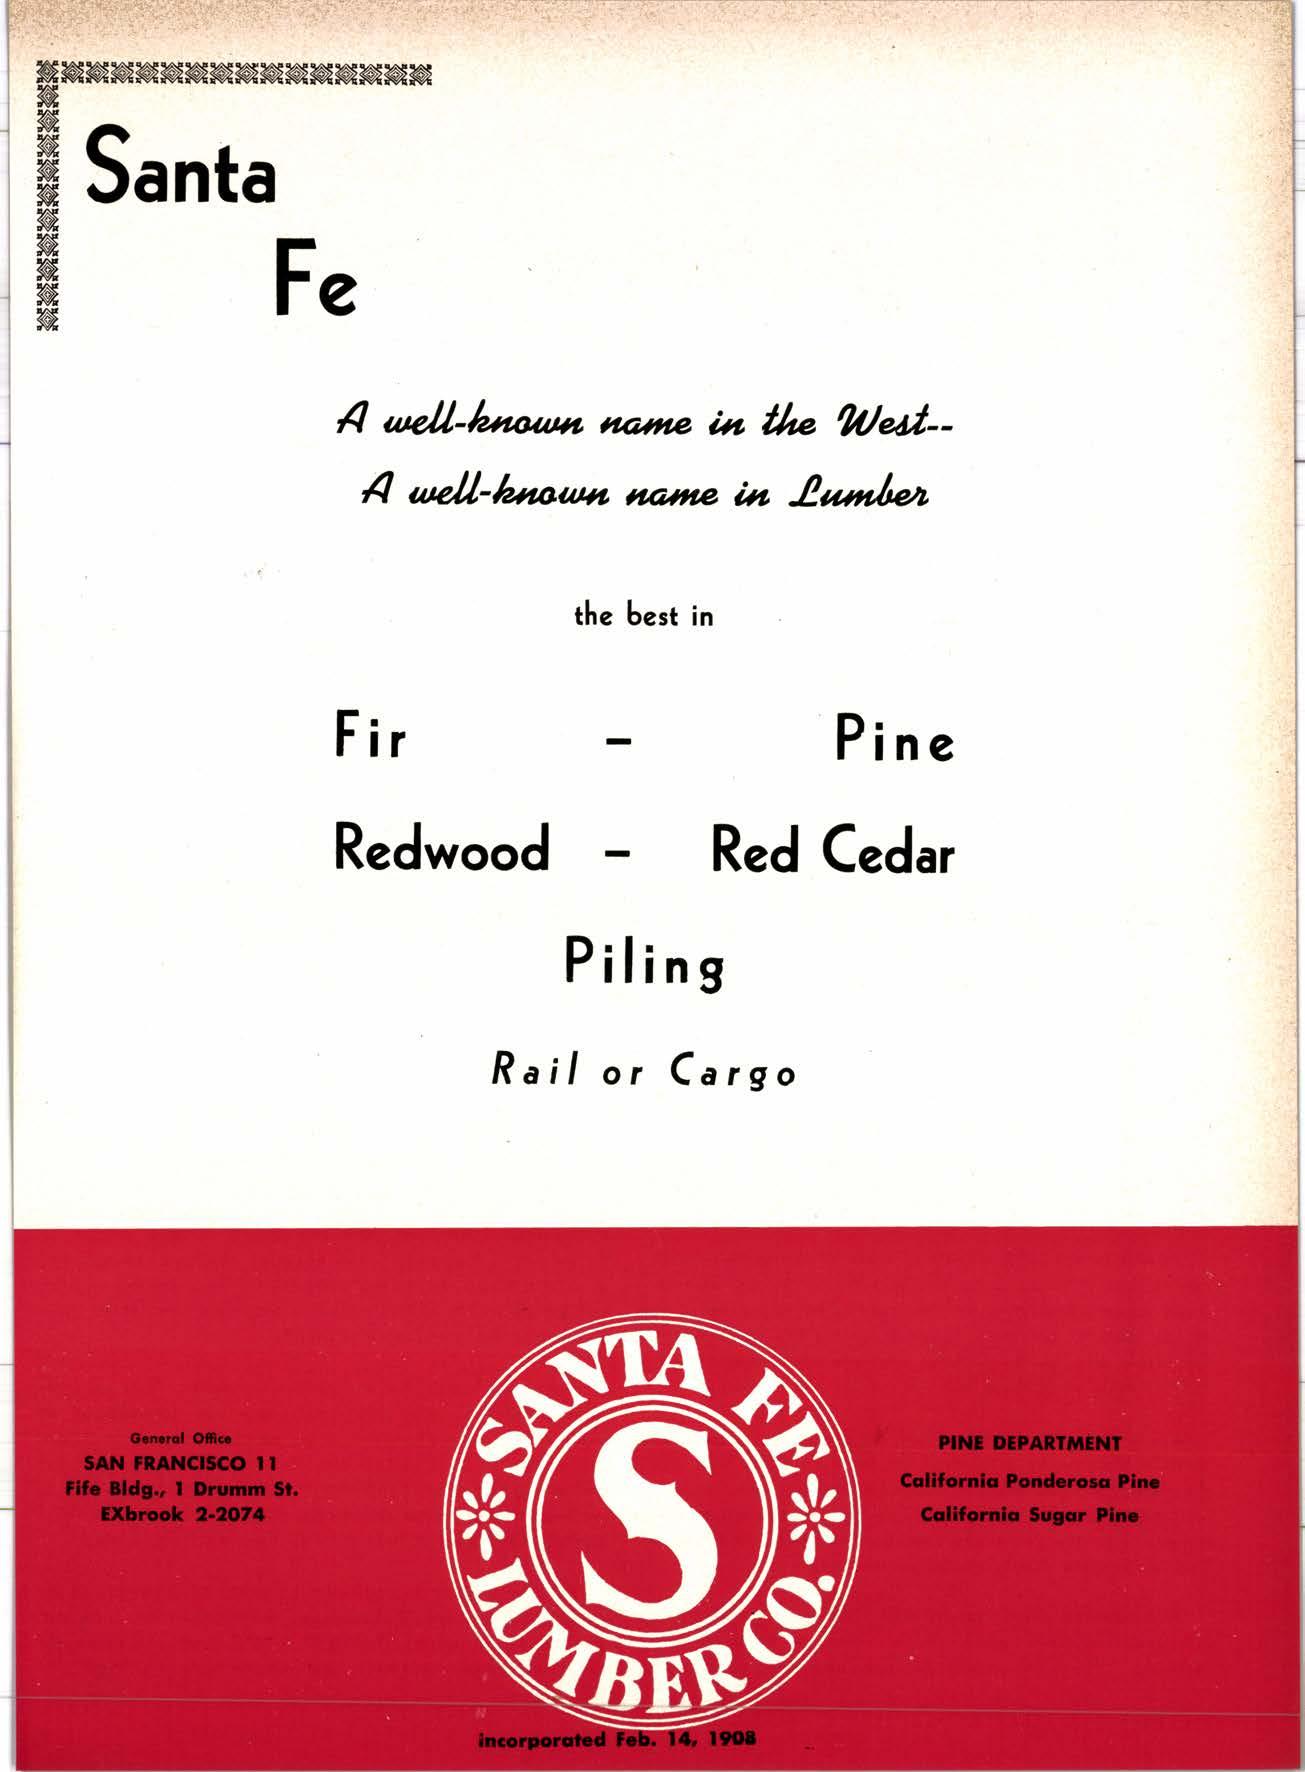 Santa
Fe
A well-known name in the West--
A well-known name in Lumber
the best in
Fir - Pine
Redwood - Red Cedar
Piling
Rail or Cargo
General Office
SAN FRANCISCO 11
Fife Bldg., 1 Drumm St.
EXbrook 2-2074
SANTA FE
LUMBER CO.
S
PINE DEPARTMENT
California Ponderosa Pine
California Sugar Pine
incorporated Feb. 14, 1908